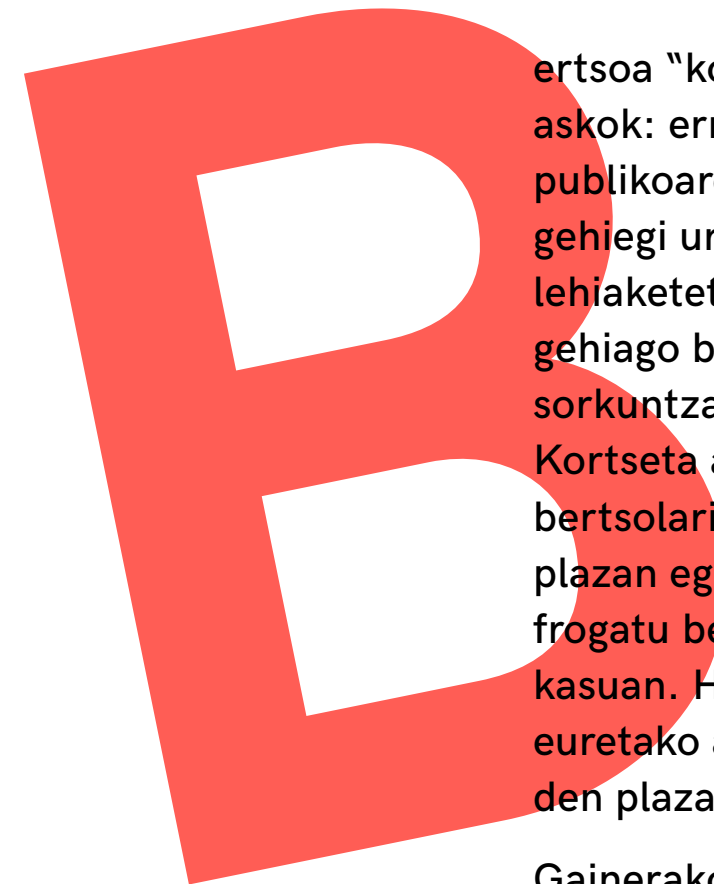 B
ertsoa “ko
askok: err
publikoar
gehiegi ur
lehiaketet
gehiago b
sorkuntza
Kortseta a
bertsolari
plazan eg
frogatu be
kasuan. H
euretako a
den plaza
Gainerako